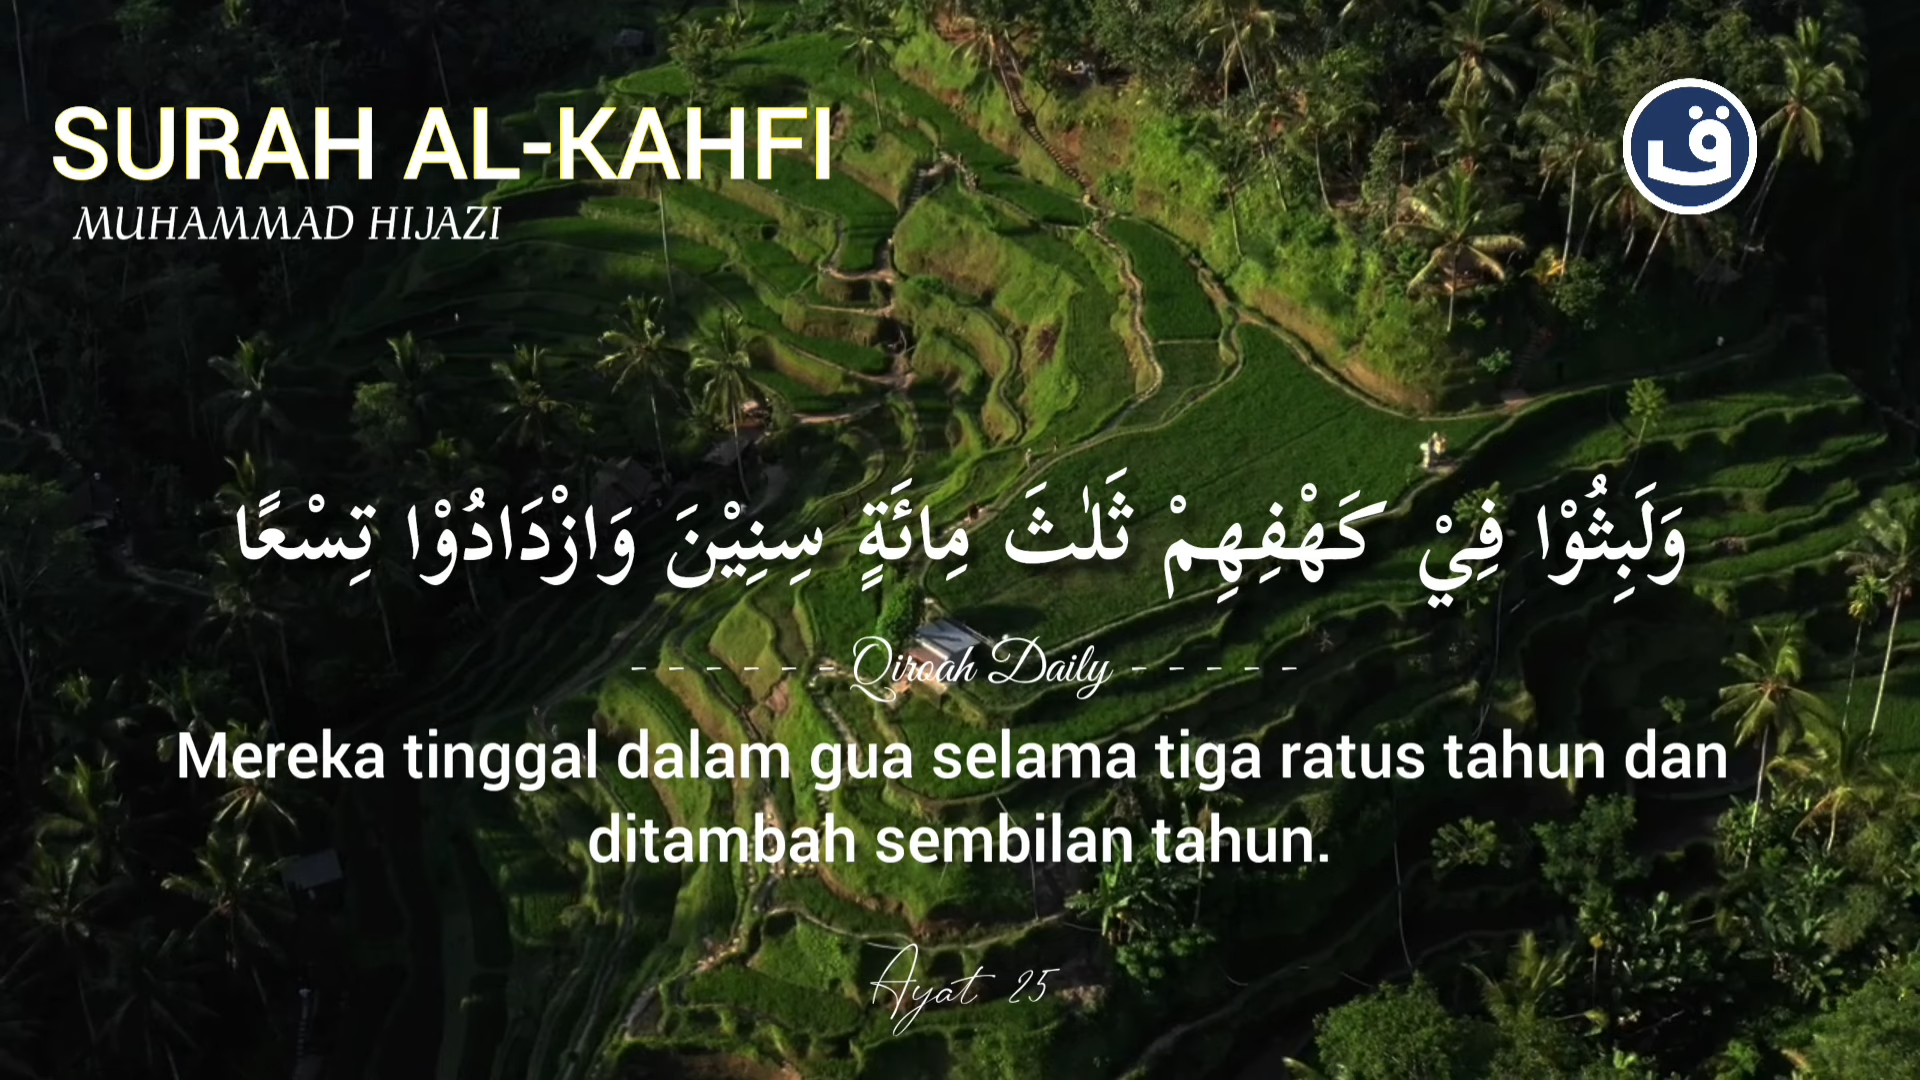 SURAH AL-KAHFI
MUHAMMAD HIJAZI
ق
وَلَبِثُوْا فِيْ كَهْفِهِمْ ثَلٰثَ مِائَةٍ سِنِيْنَ وَازْدَادُوْا تِسْعًا
- - - - - - Qiroah Daily - - - - -
Mereka tinggal dalam gua selama tiga ratus tahun dan
ditambah sembilan tahun.
Ayat 25